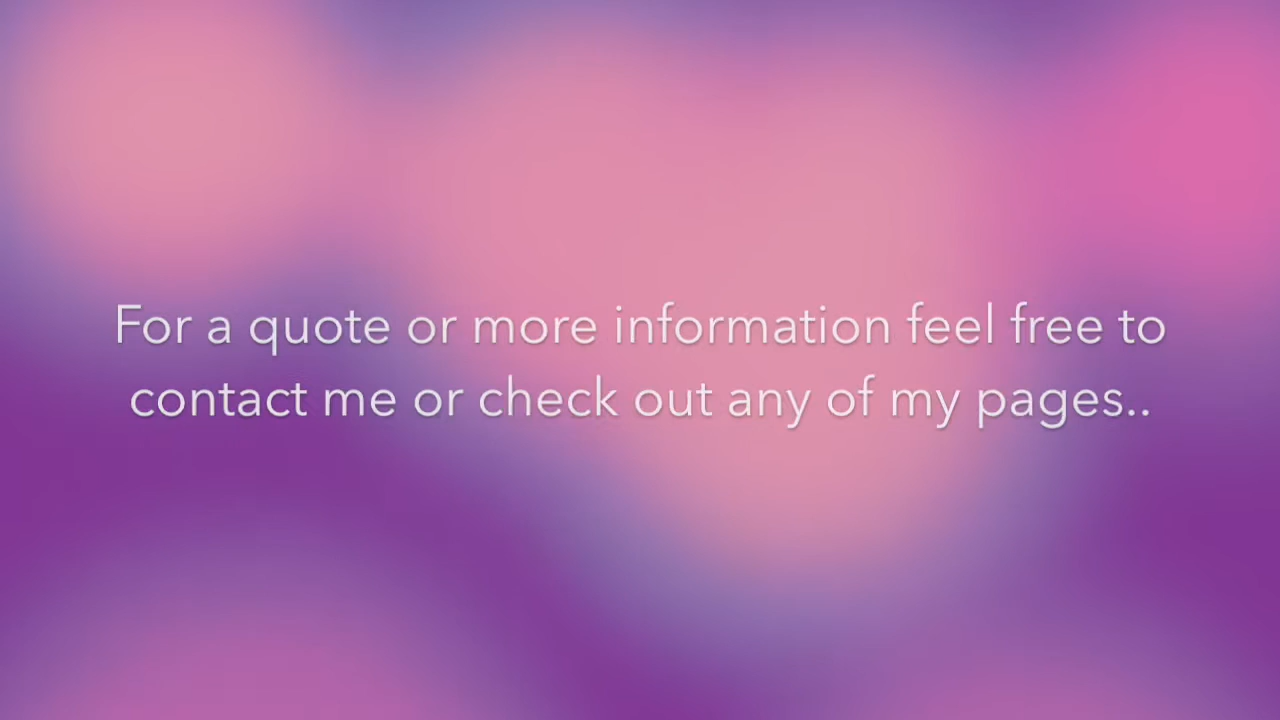 For a quote or more information feel free to
contact me or check out any of my pages..